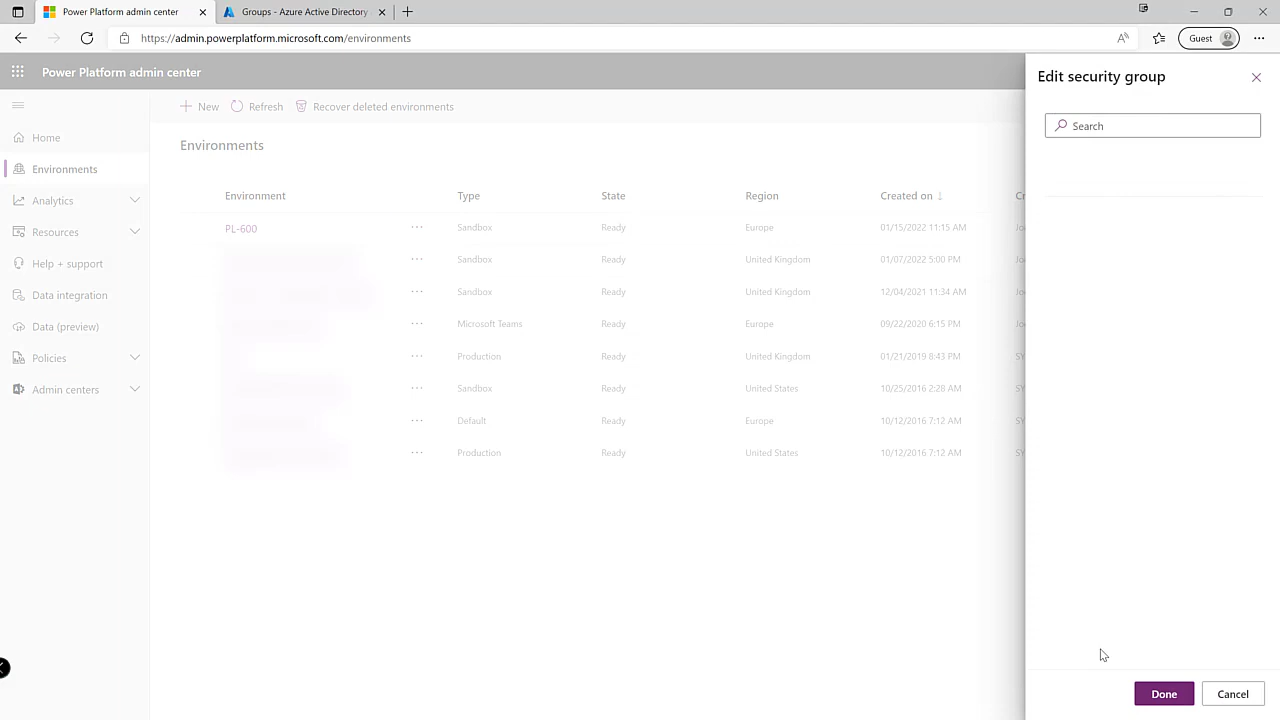 Power Platform admin center
Groups - Azure Active Directory
https://admin.powerplatform.microsoft.com/environments
Guest
Power Platform admin center
New
Refresh
Recover deleted environments
Home
Environments
Analytics
Resources
Help + support
Data integration
Data (preview)
Policies
Admin centers
Environments
Environment Type State Region Created on ↓ Cr
PL-600 ... Sandbox Ready Europe 01/15/2022 11:15 AM Jo
... Sandbox Ready United Kingdom 01/07/2022 5:00 PM Jo
... Sandbox Ready United Kingdom 12/04/2021 11:34 AM Jo
... Microsoft Teams Ready Europe 09/22/2020 6:15 PM Jo
... Production Ready United Kingdom 01/21/2019 8:43 PM SY
... Sandbox Ready United States 10/25/2016 2:28 AM SY
... Default Ready Europe 10/12/2016 7:12 AM SY
... Production Ready United States 10/12/2016 7:12 AM SY
Edit security group
Search
Done
Cancel